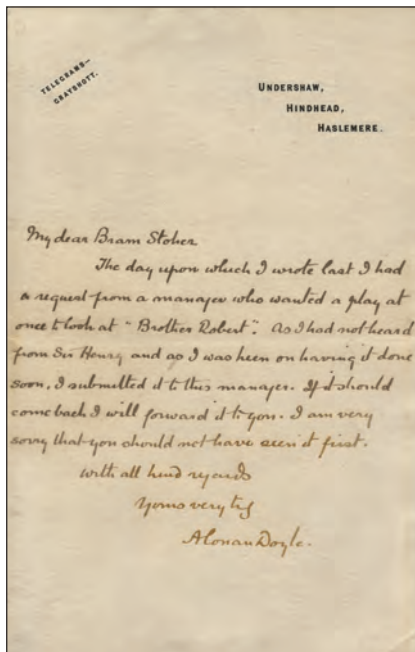 TELEGRAMS—
GRAYSHOTT.
UNDERSHAW,
HINDHEAD,
HASLEMERE.
My dear Bram Stoker
The day upon which I wrote last I had
a request from a manager who wanted a play at
once to look at "Brother Robert". As I had not heard
from Sir Henry and as I was keen on having it done
soon, I submitted it to this manager. If it should
come back I will forward it to you. I am very
sorry that you should not have seen it first.
With all kind regards
Yours very try
A Conan Doyle.